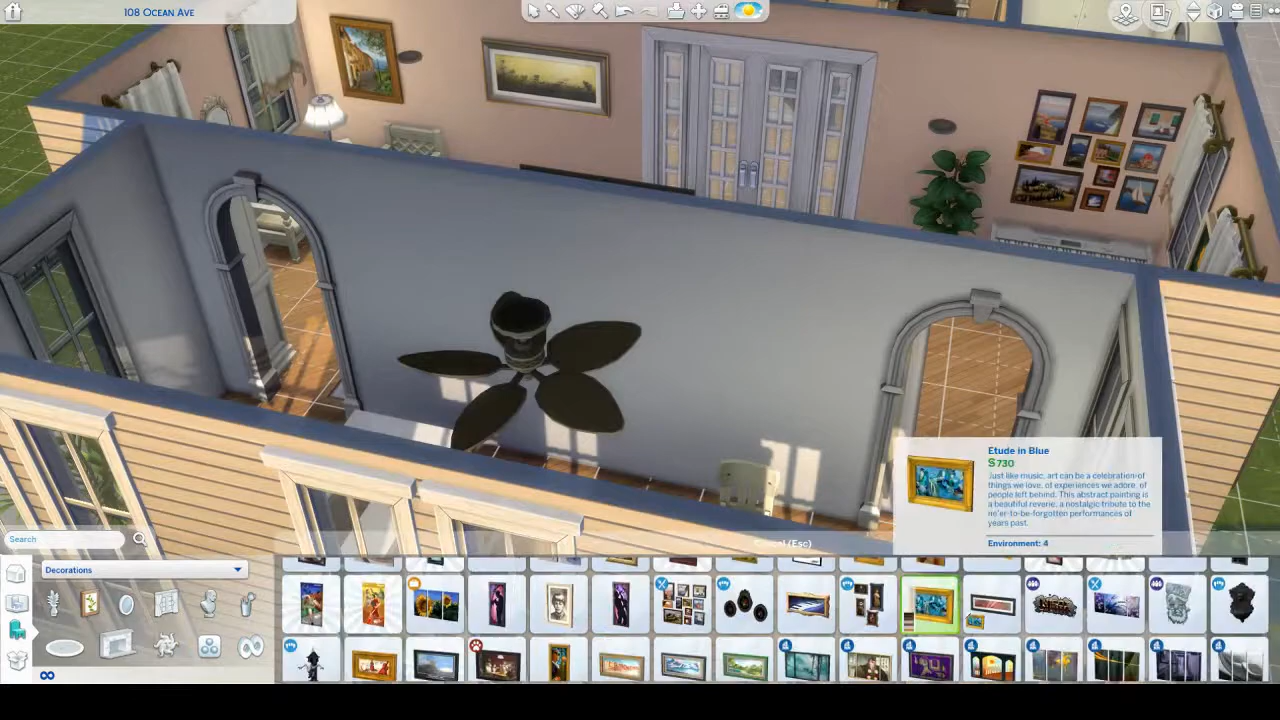 108 OCEAN AVE
Etude in Blue
§730
Just like music, art can be a celebration of
things we love, of experiences we adore, of
people left behind. This abstract painting is
a beautiful reverie, a nostalgic tribute to the
ne'er-to-be-forgotten performances of
years past.
Environment: 4
Cancel (Esc)
Search
Decorations